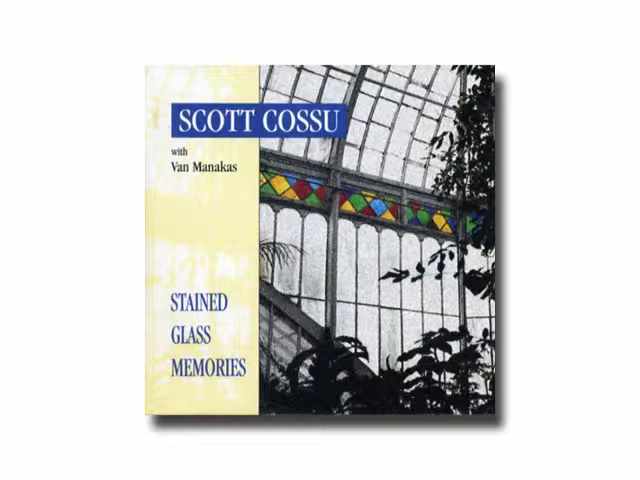 SCOTT COSSU
with
Van Manakas
STAINED
GLASS
MEMORIES